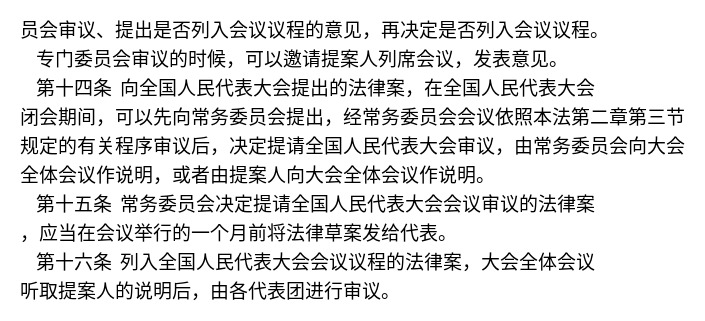 员会审议、提出是否列入会议议程的意见，再决定是否列入会议议程。
专门委员会审议的时候，可以邀请提案人列席会议，发表意见。
第十四条 向全国人民代表大会提出的法律案，在全国人民代表大会
闭会期间，可以先向常务委员会提出，经常务委员会会议依照本法第二章第三节
规定的有关程序审议后，决定提请全国人民代表大会审议，由常务委员会向大会
全体会议作说明，或者由提案人向大会全体会议作说明。
第十五条 常务委员会决定提请全国人民代表大会会议审议的法律案
，应当在会议举行的一个月前将法律草案发给代表。
第十六条 列入全国人民代表大会会议议程的法律案，大会全体会议
听取提案人的说明后，由各代表团进行审议。